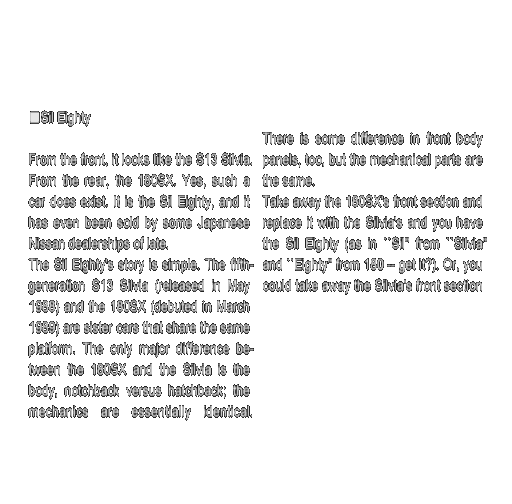 ■Sil Eighty
From the front, it looks like the S13 Silvia.
From the rear, the 180SX. Yes, such a
car does exist. It is the Sil Eighty, and it
has even been sold by some Japanese
Nissan dealerships of late.
The Sil Eighty's story is simple. The fifth-
generation S13 Silvia (released in May
1988) and the 180SX (debuted in March
1989) are sister cars that share the same
platform. The only major difference be-
tween the 180SX and the Silvia is the
body, notchback versus hatchback; the
mechanics are essentially identical.
There is some difference in front body
panels, too, but the mechanical parts are
the same.
Take away the 180SX's front section and
replace it with the Silvia's and you have
the Sil Eighty (as in ``Sil" from ``Silvia"
and ``Eighty" from 180 – get it?). Or, you
could take away the Silvia's front section